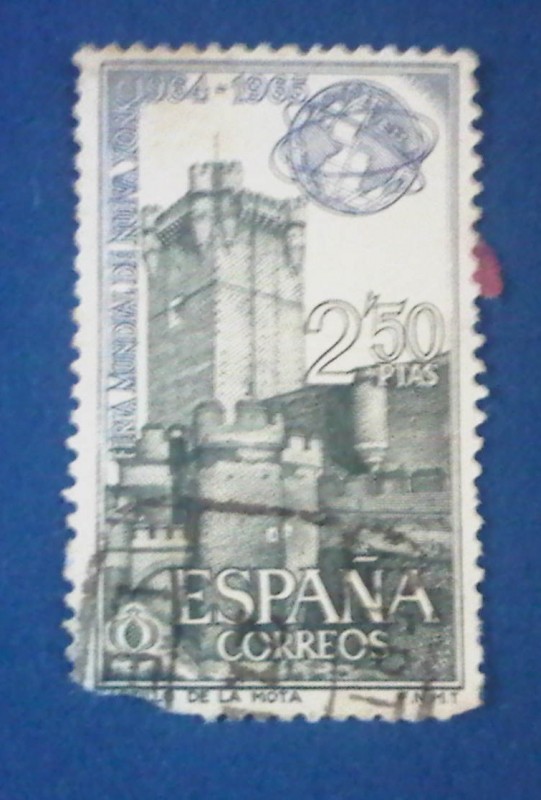 1964-1965
FERIA MUNDIAL DE NUEVA YORK
2'50
PTAS
ESPAÑA
CORREOS
DE LA MOTA
F.N.M.T